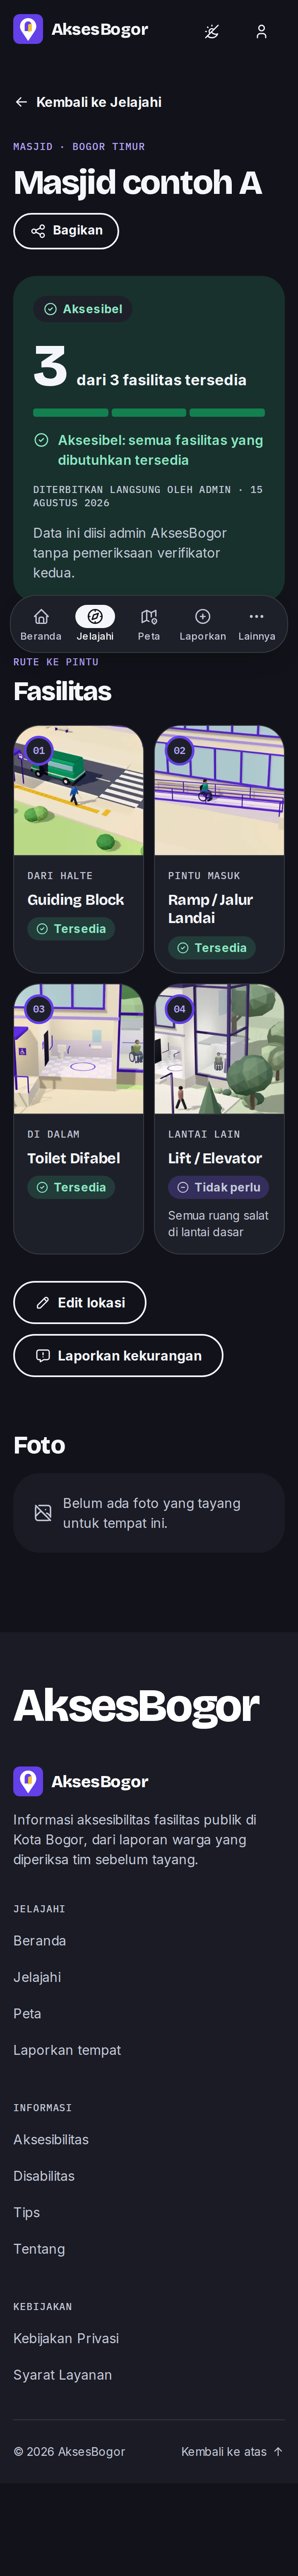 AksesBogor
Kembali ke Jelajahi
MASJID · BOGOR TIMUR
Masjid contoh A
Bagikan
Aksesibel
3 dari 3 fasilitas tersedia
Aksesibel: semua fasilitas yang
dibutuhkan tersedia
DITERBITKAN LANGSUNG OLEH ADMIN · 15
AGUSTUS 2026
Data ini diisi admin AksesBogor
tanpa pemeriksaan verifikator
kedua.
Beranda Jelajahi Peta Laporkan Lainnya
RUTE KE PINTU
Fasilitas
01
DARI HALTE
Guiding Block
Tersedia
02
PINTU MASUK
Ramp / Jalur
Landai
Tersedia
03
DI DALAM
Toilet Difabel
Tersedia
04
LANTAI LAIN
Lift / Elevator
Tidak perlu
Semua ruang salat
di lantai dasar
Edit lokasi
Laporkan kekurangan
Foto
Belum ada foto yang tayang
untuk tempat ini.
AksesBogor
AksesBogor
Informasi aksesibilitas fasilitas publik di
Kota Bogor, dari laporan warga yang
diperiksa tim sebelum tayang.
JELAJAHI
Beranda
Jelajahi
Peta
Laporkan tempat
INFORMASI
Aksesibilitas
Disabilitas
Tips
Tentang
KEBIJAKAN
Kebijakan Privasi
Syarat Layanan
© 2026 AksesBogor
Kembali ke atas